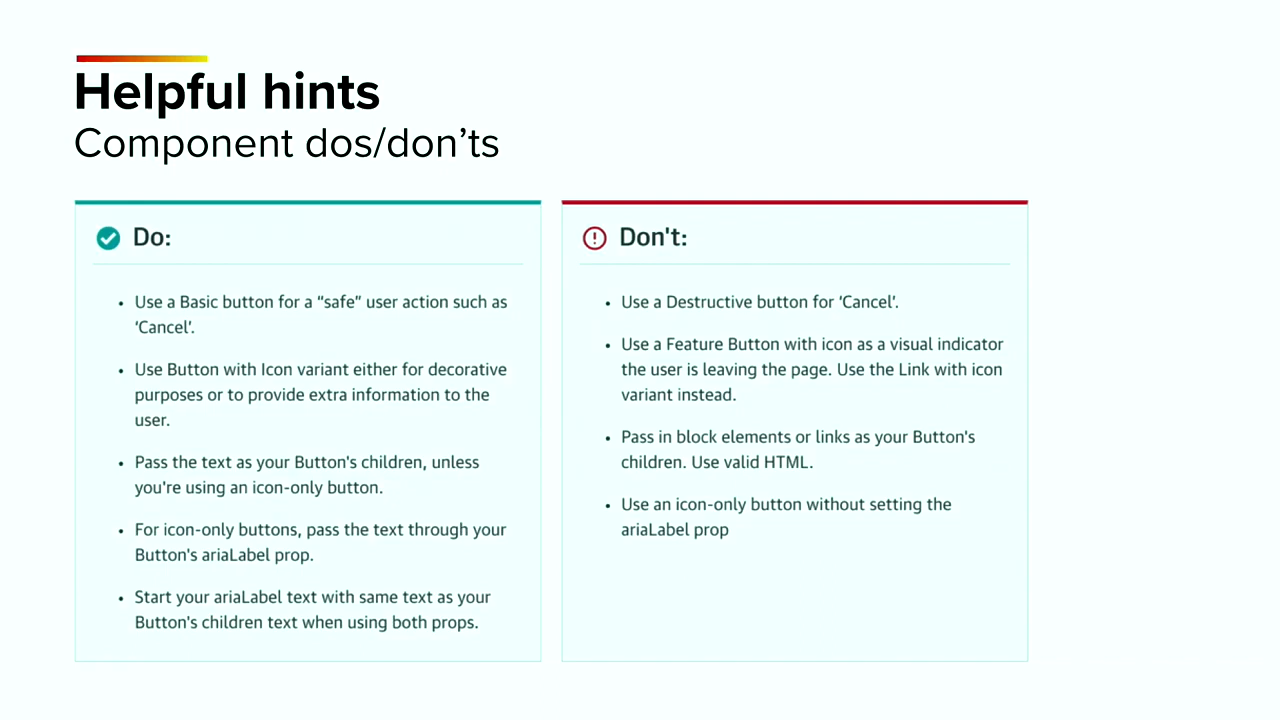 Helpful hints
Component dos/don’ts
Do:
• Use a Basic button for a “safe” user action such as
‘Cancel’.
• Use Button with Icon variant either for decorative
purposes or to provide extra information to the
user.
• Pass the text as your Button's children, unless
you're using an icon-only button.
• For icon-only buttons, pass the text through your
Button's ariaLabel prop.
• Start your ariaLabel text with same text as your
Button's children text when using both props.
Don't:
• Use a Destructive button for ‘Cancel’.
• Use a Feature Button with icon as a visual indicator
the user is leaving the page. Use the Link with icon
variant instead.
• Pass in block elements or links as your Button's
children. Use valid HTML.
• Use an icon-only button without setting the
ariaLabel prop